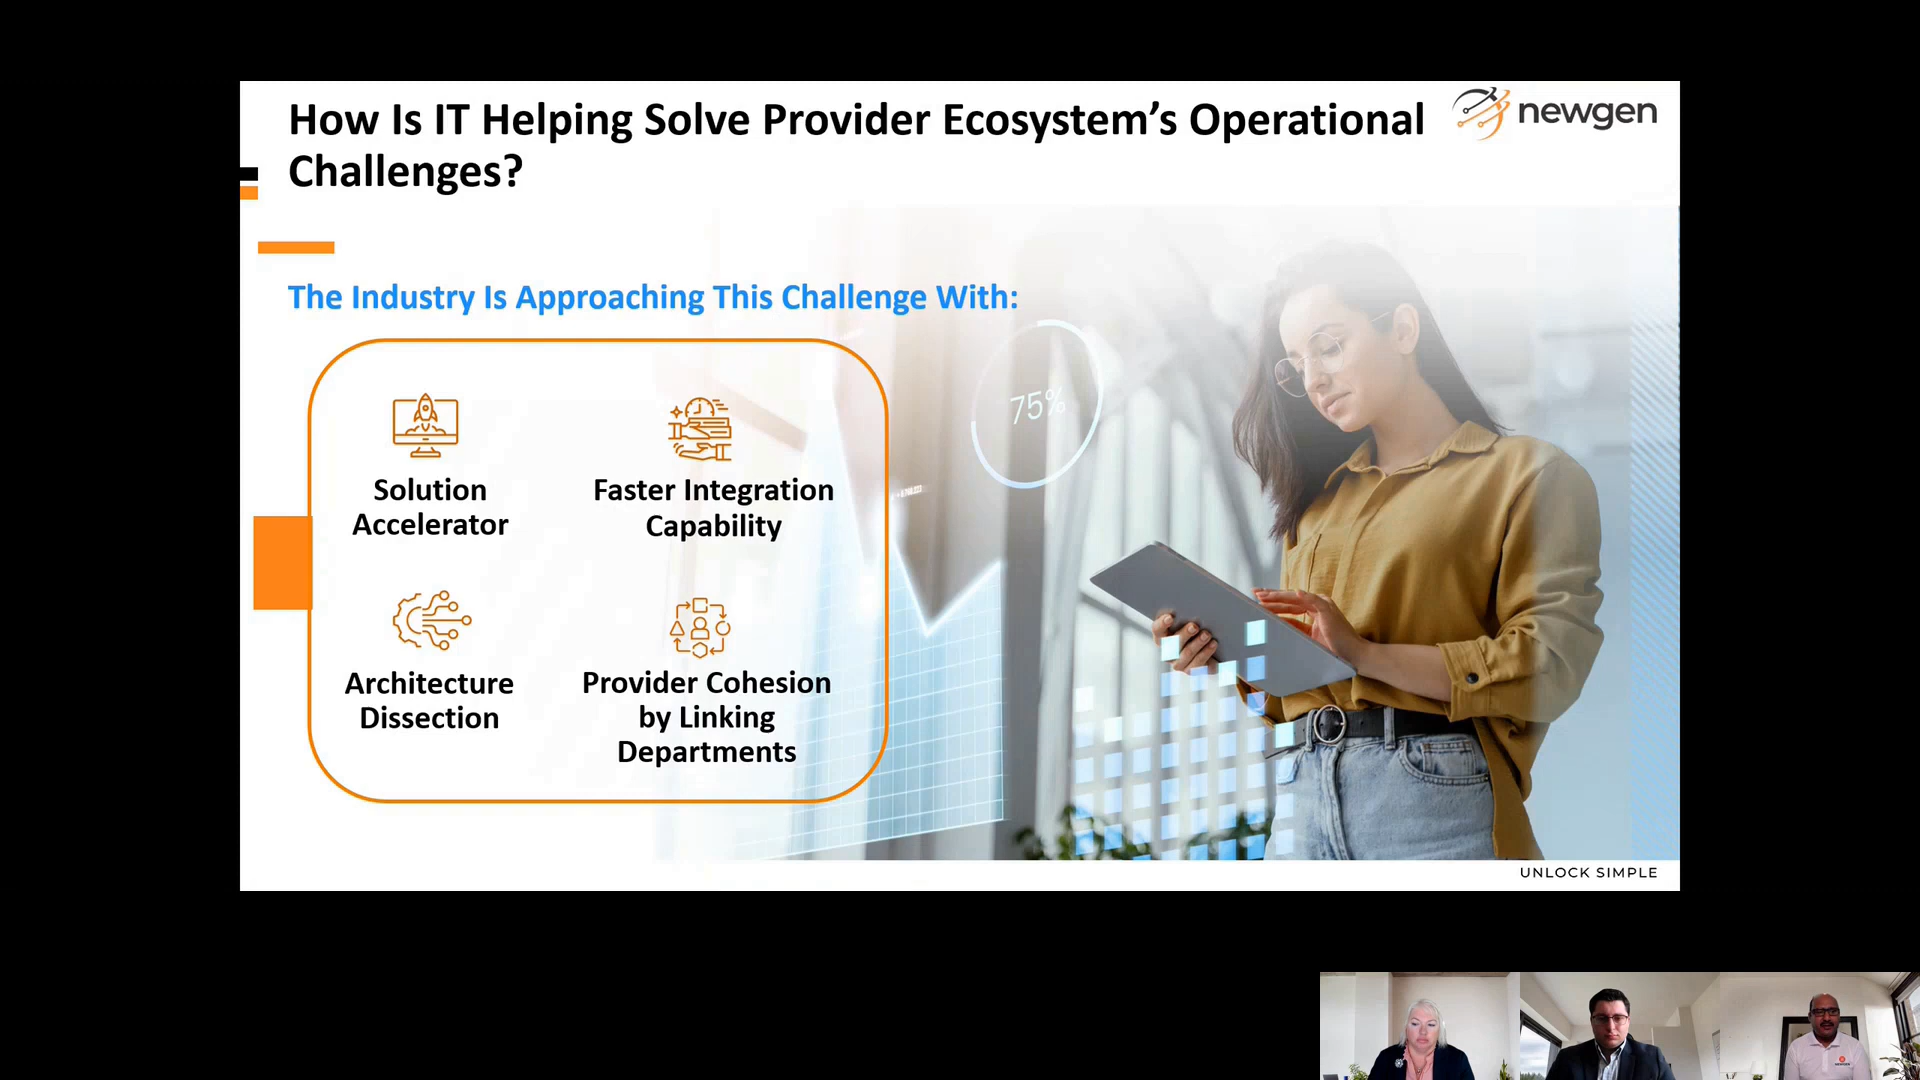 How Is IT Helping Solve Provider Ecosystem’s Operational
Challenges?
newgen
The Industry Is Approaching This Challenge With:
75%
Solution
Accelerator
Faster Integration
Capability
Architecture
Dissection
Provider Cohesion
by Linking
Departments
UNLOCK SIMPLE